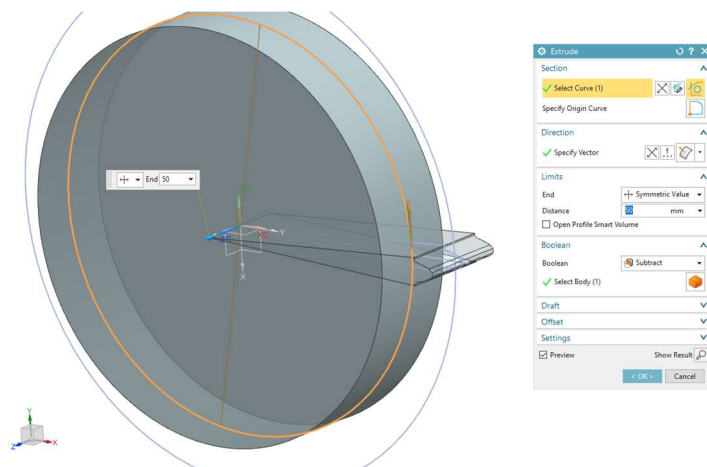 Extrude
Section
Select Curve (1)
Specify Origin Curve
Direction
Specify Vector
Limits
End Symmetric Value
Distance 50 mm
Open Profile Smart Volume
Boolean
Boolean Subtract
Select Body (1)
Draft
Offset
Settings
Preview Show Result
< OK > Cancel
End 50
Y
X
Y
Z X